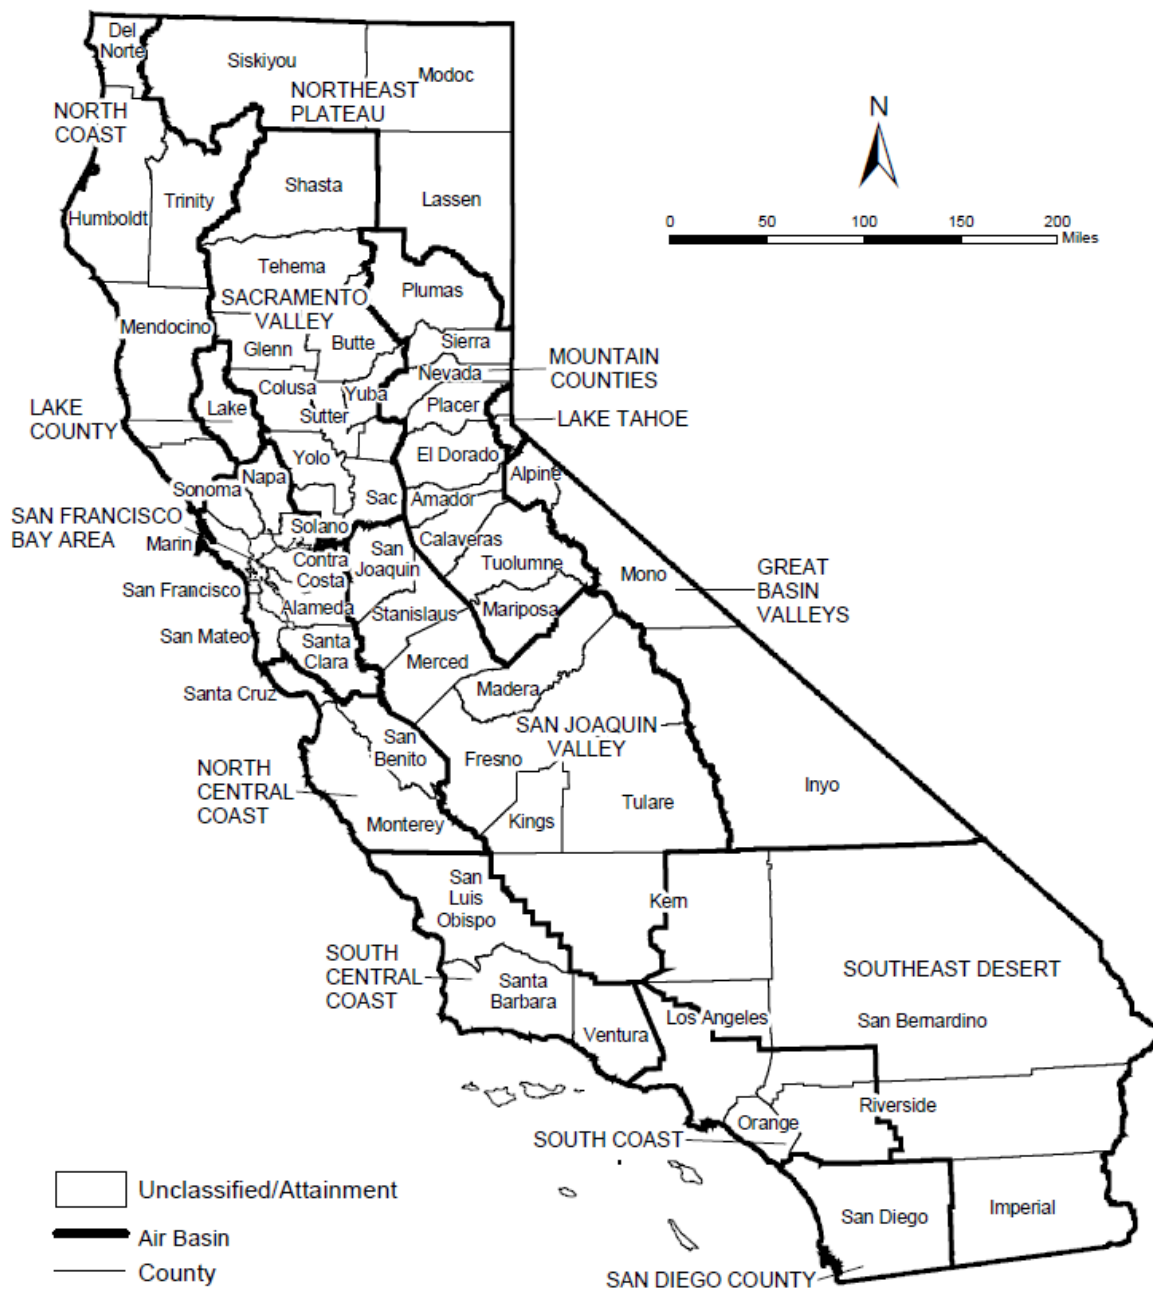 Del
Norte
Siskiyou
Modoc
NORTHEAST
PLATEAU
NORTH
COAST
N
Shasta
Trinity
Lassen
Humboldt
0 50 100 150 200
Miles
Tehema
Plumas
SACRAMENTO
VALLEY
Mendocino
Butte
Sierra
Glenn
MOUNTAIN
COUNTIES
Nevada
Colusa
Yuba
Placer
Lake
Sutter
LAKE
COUNTY
LAKE TAHOE
Yolo
El Dorado
Napa
Alpine
Sonoma
Sac
Amador
SAN FRANCISCO
BAY AREA
Solano
Marin
Calaveras
San
Joaquin
Contra
Costa
Tuolumne
Mono
GREAT
BASIN
VALLEYS
San Francisco
Alameda
Stanislaus
Mariposa
San Mateo
Santa
Clara
Merced
Santa Cruz
Madera
SAN JOAQUIN
VALLEY
San
Benito
Fresno
NORTH
CENTRAL
COAST
Inyo
Tulare
Kings
Monterey
San
Luis
Obispo
Kern
SOUTH
CENTRAL
COAST
SOUTHEAST DESERT
Santa
Barbara
Los Angeles
San Bernardino
Ventura
Riverside
Orange
SOUTH COAST
Unclassified/Attainment
San Diego
Imperial
Air Basin
County
SAN DIEGO COUNTY